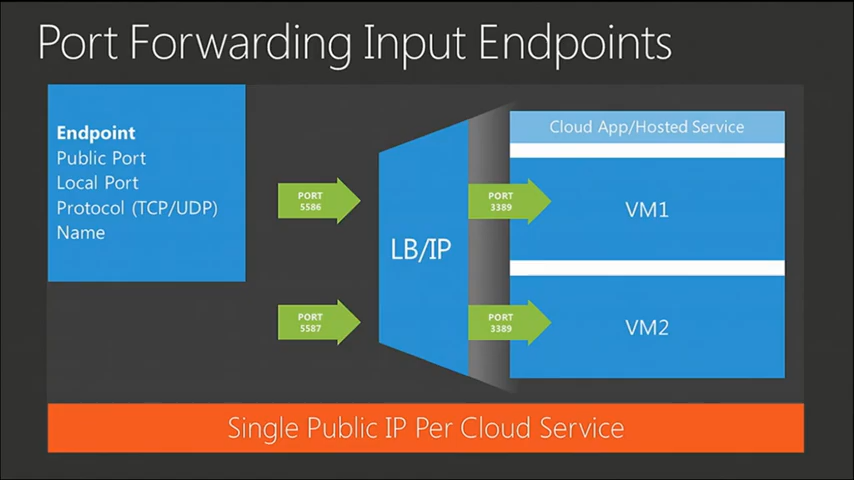 Port Forwarding Input Endpoints
Endpoint
Public Port
Local Port
Protocol (TCP/UDP)
Name
PORT
5586
PORT
5587
LB/IP
PORT
3389
PORT
3389
Cloud App/Hosted Service
VM1
VM2
Single Public IP Per Cloud Service